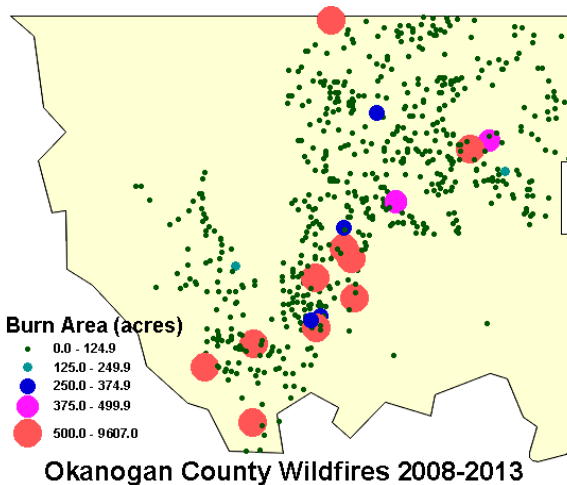 Burn Area (acres)
0.0 - 124.9
125.0 - 249.9
250.0 - 374.9
375.0 - 499.9
500.0 - 9607.0
Okanogan County Wildfires 2008-2013